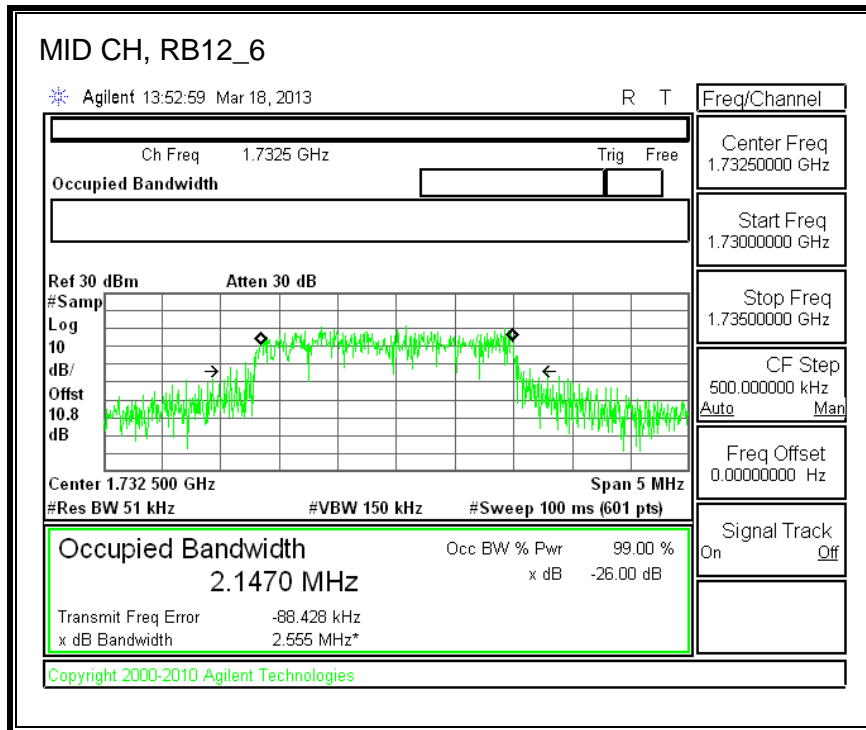 MID CH, RB12_6
Agilent 13:52:59 Mar 18, 2013 R T
Freq/Channel
Ch Freq 1.7325 GHz Trig Free
Occupied Bandwidth
Center Freq
1.73250000 GHz
Start Freq
1.73000000 GHz
Stop Freq
1.73500000 GHz
CF Step
500.000000 kHz
Auto Man
Freq Offset
0.00000000 Hz
Signal Track
On Off
Ref 30 dBm Atten 30 dB
#Samp
Log
10
dB/
Offst
10.8
dB
Center 1.732 500 GHz Span 5 MHz
#Res BW 51 kHz #VBW 150 kHz #Sweep 100 ms (601 pts)
Occupied Bandwidth Occ BW % Pwr 99.00 %
2.1470 MHz x dB -26.00 dB
Transmit Freq Error -88.428 kHz
x dB Bandwidth 2.555 MHz*
Copyright 2000-2010 Agilent Technologies